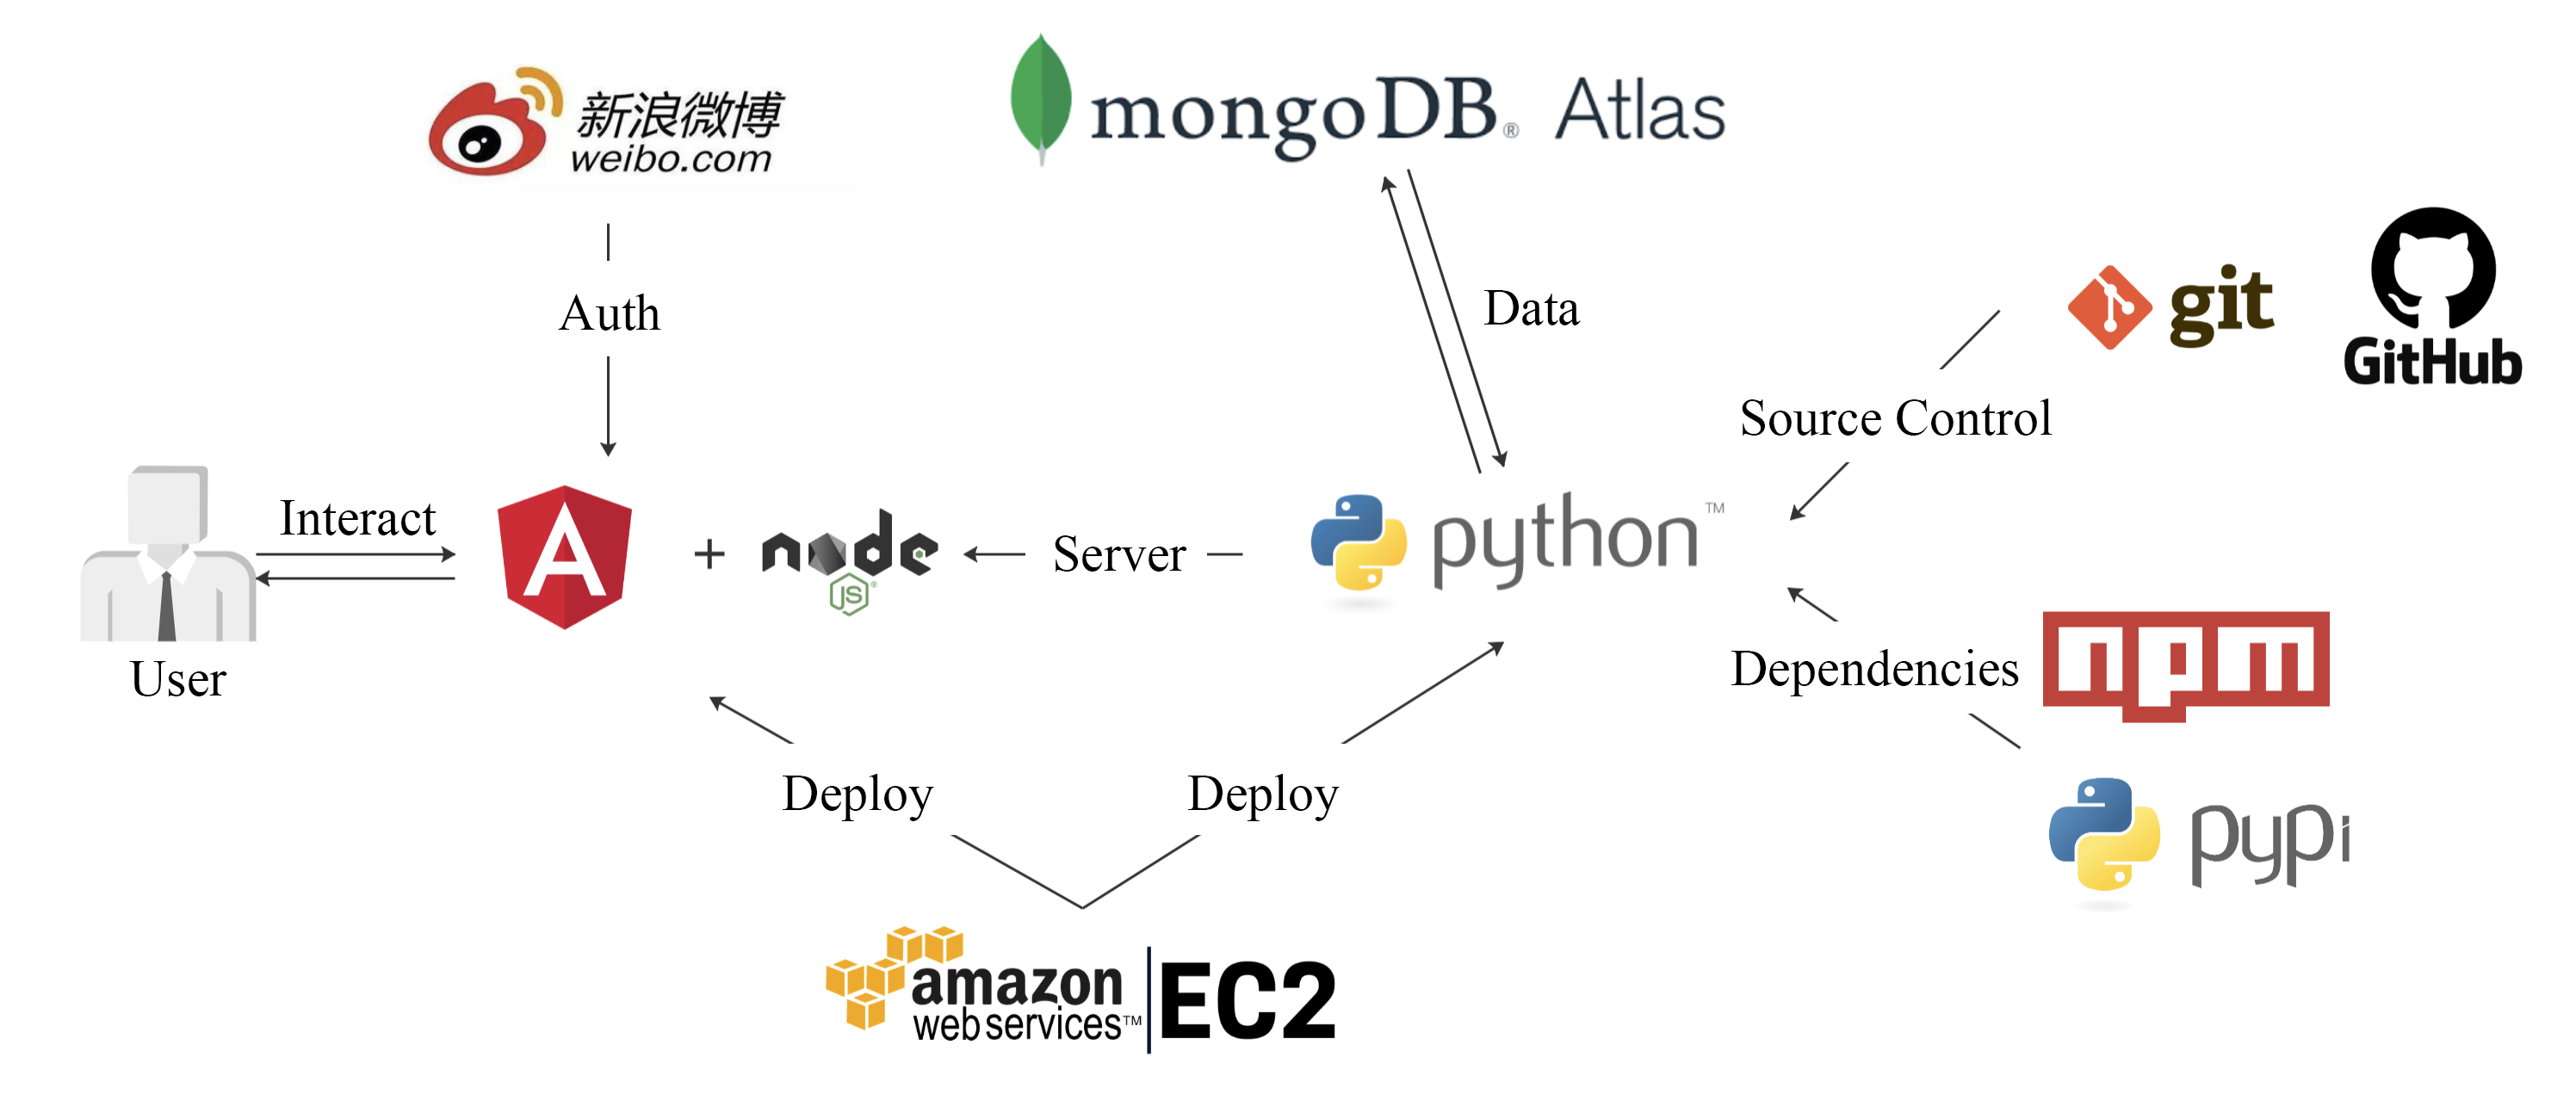 新浪微博
weibo.com
mongoDB® Atlas
Auth
Data
git
GitHub
Source Control
Interact
A
+
node
JS®
Server
python™
User
Dependencies
npm
Deploy
Deploy
pypi
amazon
web services™
EC2